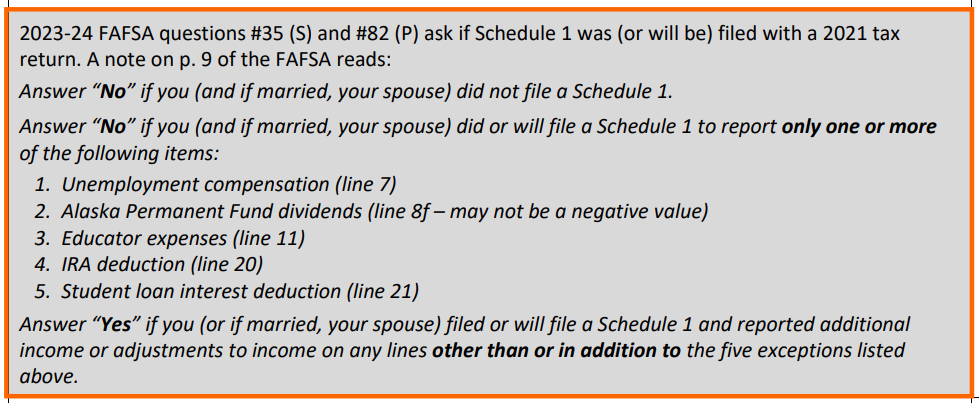 2023-24 FAFSA questions #35 (S) and #82 (P) ask if Schedule 1 was (or will be) filed with a 2021 tax
return. A note on p. 9 of the FAFSA reads:
Answer “No” if you (and if married, your spouse) did not file a Schedule 1.
Answer “No” if you (and if married, your spouse) did or will file a Schedule 1 to report only one or more
of the following items:
1. Unemployment compensation (line 7)
2. Alaska Permanent Fund dividends (line 8f – may not be a negative value)
3. Educator expenses (line 11)
4. IRA deduction (line 20)
5. Student loan interest deduction (line 21)
Answer “Yes” if you (or if married, your spouse) filed or will file a Schedule 1 and reported additional
income or adjustments to income on any lines other than or in addition to the five exceptions listed
above.